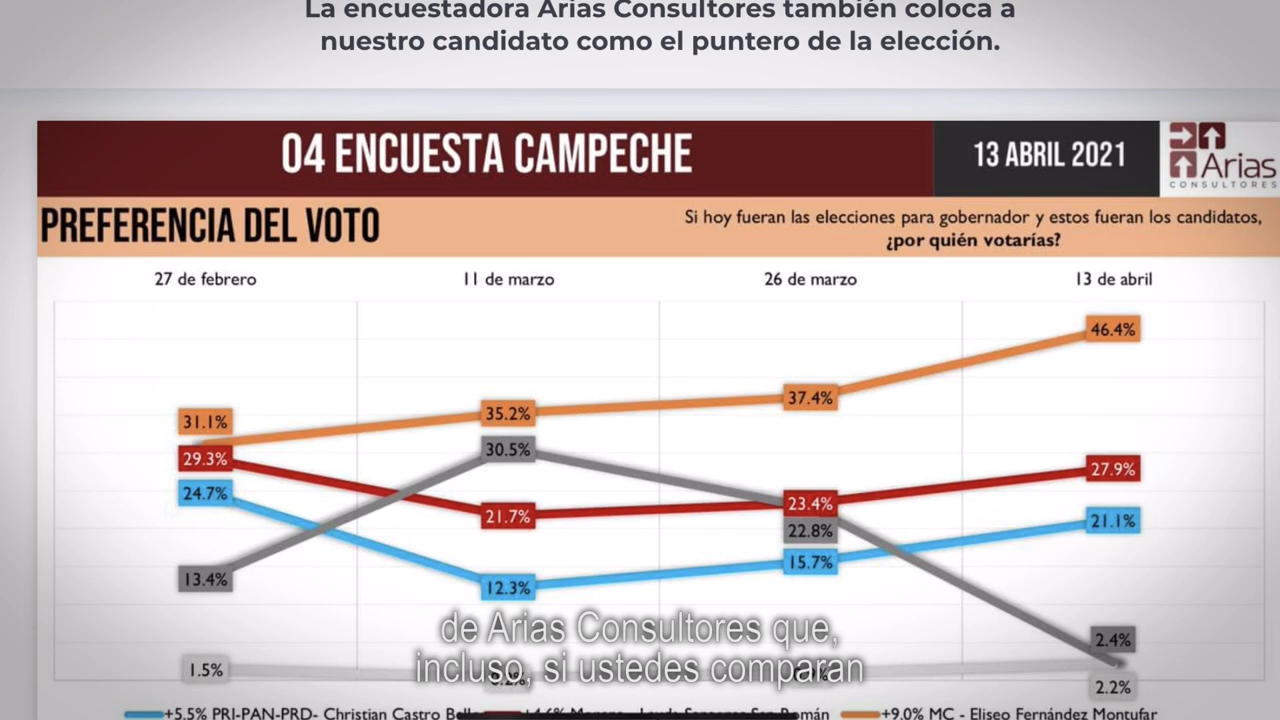 La encuestadora Arias Consultores también coloca a
nuestro candidato como el puntero de la elección.
04 ENCUESTA CAMPECHE
13 ABRIL 2021
Arias
CONSULTORES
PREFERENCIA DEL VOTO
Si hoy fueran las elecciones para gobernador y estos fueran los candidatos,
¿por quién votarías?
27 de febrero
11 de marzo
26 de marzo
13 de abril
46.4%
37.4%
35.2%
31.1%
30.5%
29.3%
27.9%
24.7%
23.4%
21.7%
22.8%
21.1%
15.7%
13.4%
12.3%
de Arias Consultores que,
incluso, si ustedes comparan
2.4%
1.5%
2.2%
+5.5% PRI-PAN-PRD- Christian Castro
+9.0% MC - Eliseo Fernández Montufar